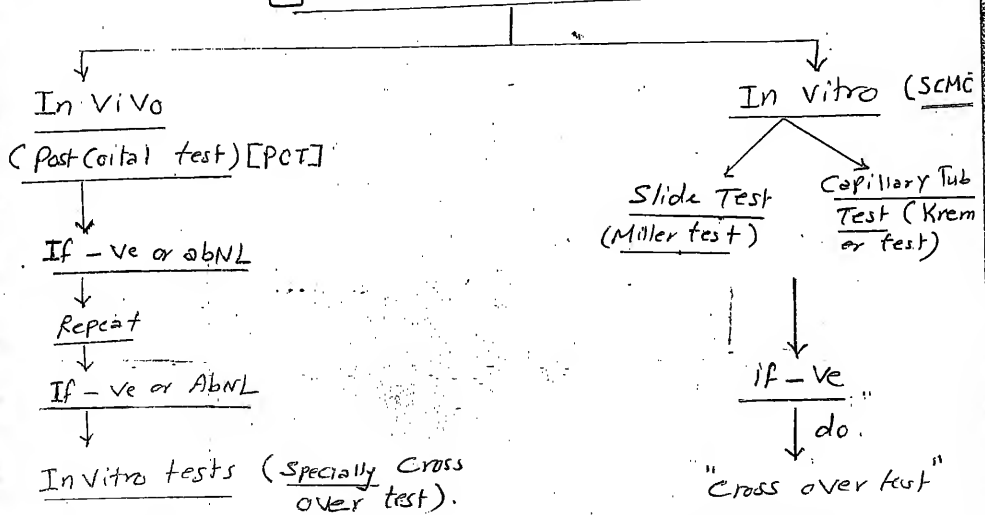 In ViVo
(Post Coital test) [PCT]
If - ve or abNL
Repeat
If - ve or AbNL
In Vitro tests (Specially Cross
over test).
In Vitro (SCMC
Slide Test
(Miller test)
Capillary Tub
Test (Krem
er test)
if - ve
do.
"Cross over test"